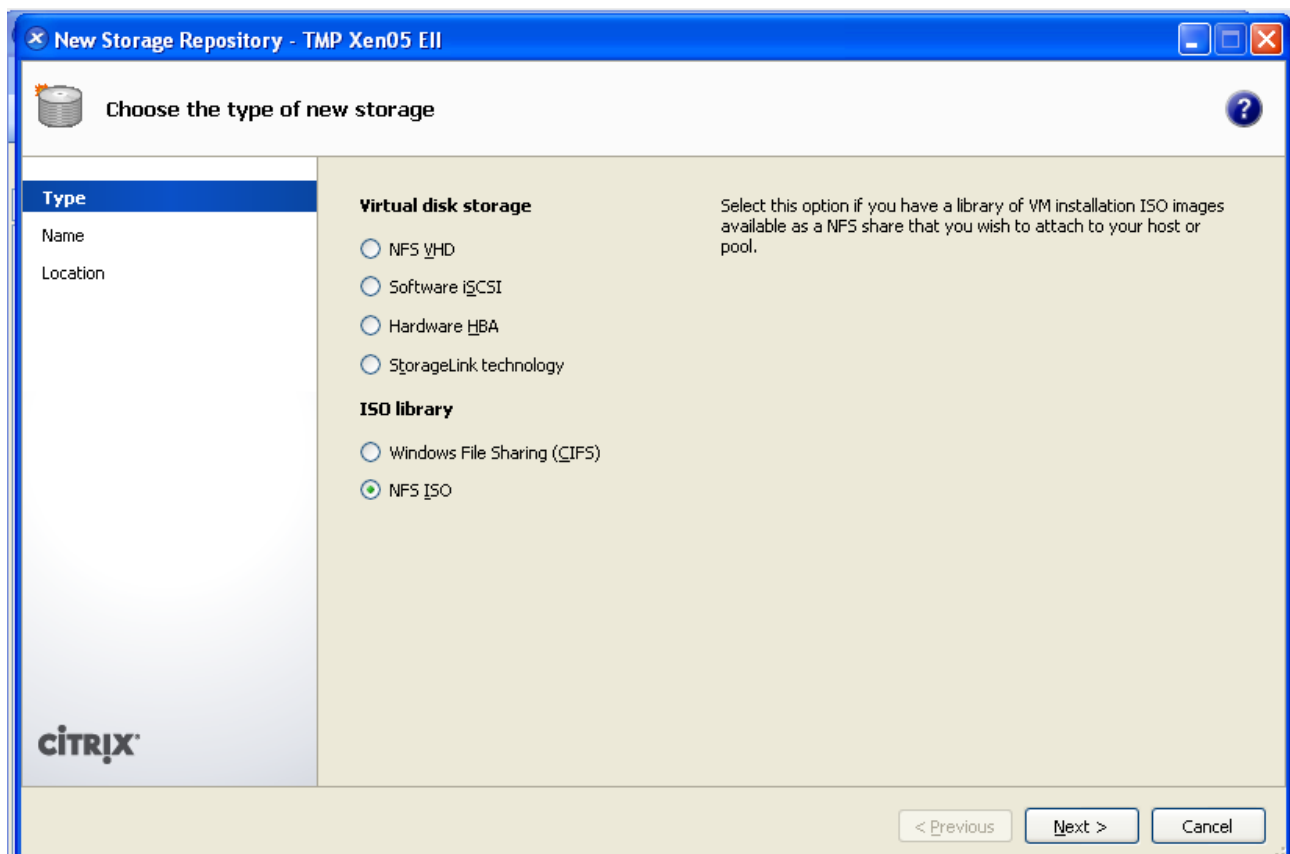 New Storage Repository - TMP Xen05 Ell
Choose the type of new storage
?
Type
Name
Location
Virtual disk storage
NFS VHD
Software iSCSI
Hardware HBA
StorageLink technology
ISO library
Windows File Sharing (CIFS)
NFS ISO
Select this option if you have a library of VM installation ISO images
available as a NFS share that you wish to attach to your host or
pool.
CİTRIX
< Previous
Next >
Cancel